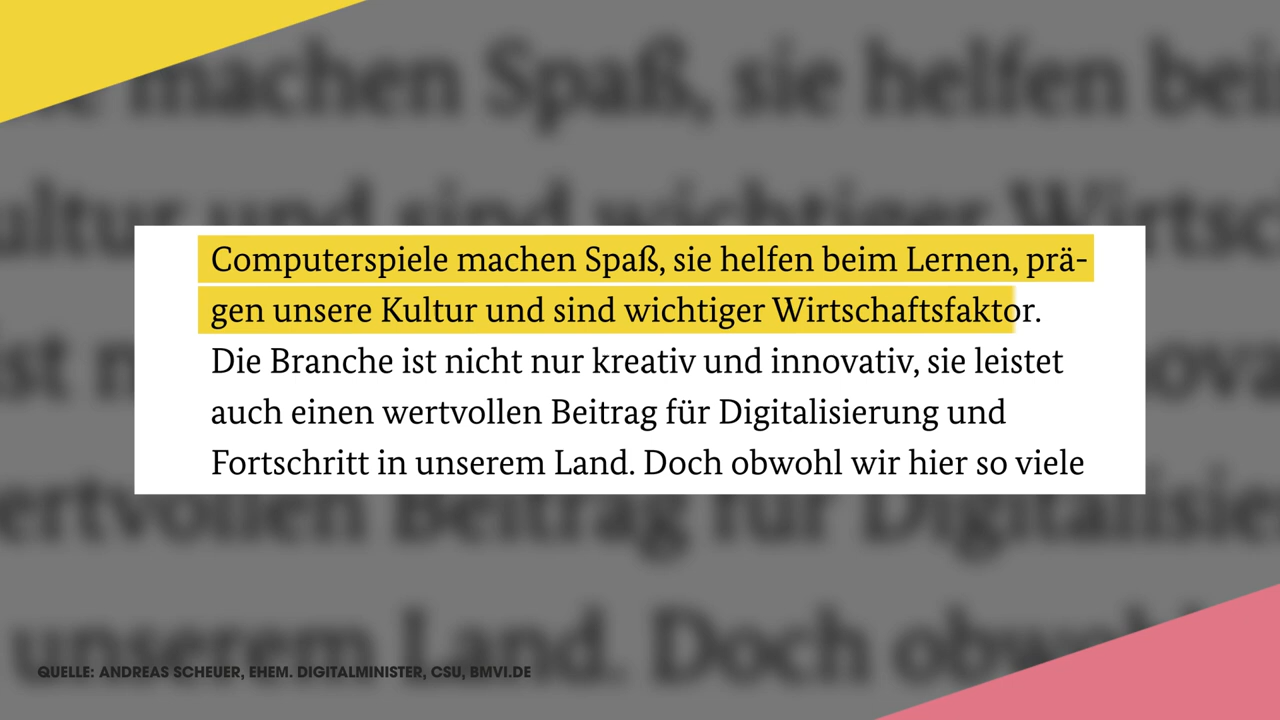 Computerspiele machen Spaß, sie helfen beim Lernen, prä-
gen unsere Kultur und sind wichtiger Wirtschaftsfaktor.
Die Branche ist nicht nur kreativ und innovativ, sie leistet
auch einen wertvollen Beitrag für Digitalisierung und
Fortschritt in unserem Land. Doch obwohl wir hier so viele
QUELLE: ANDREAS SCHEUER, EHEM. DIGITALMINISTER, CSU, BMVI.DE